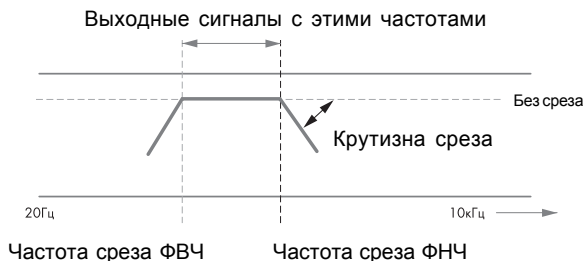 Выходные сигналы с этими частотами
Без среза
Крутизна среза
20Гц
10кГц
Частота среза ФВЧ
Частота среза ФНЧ